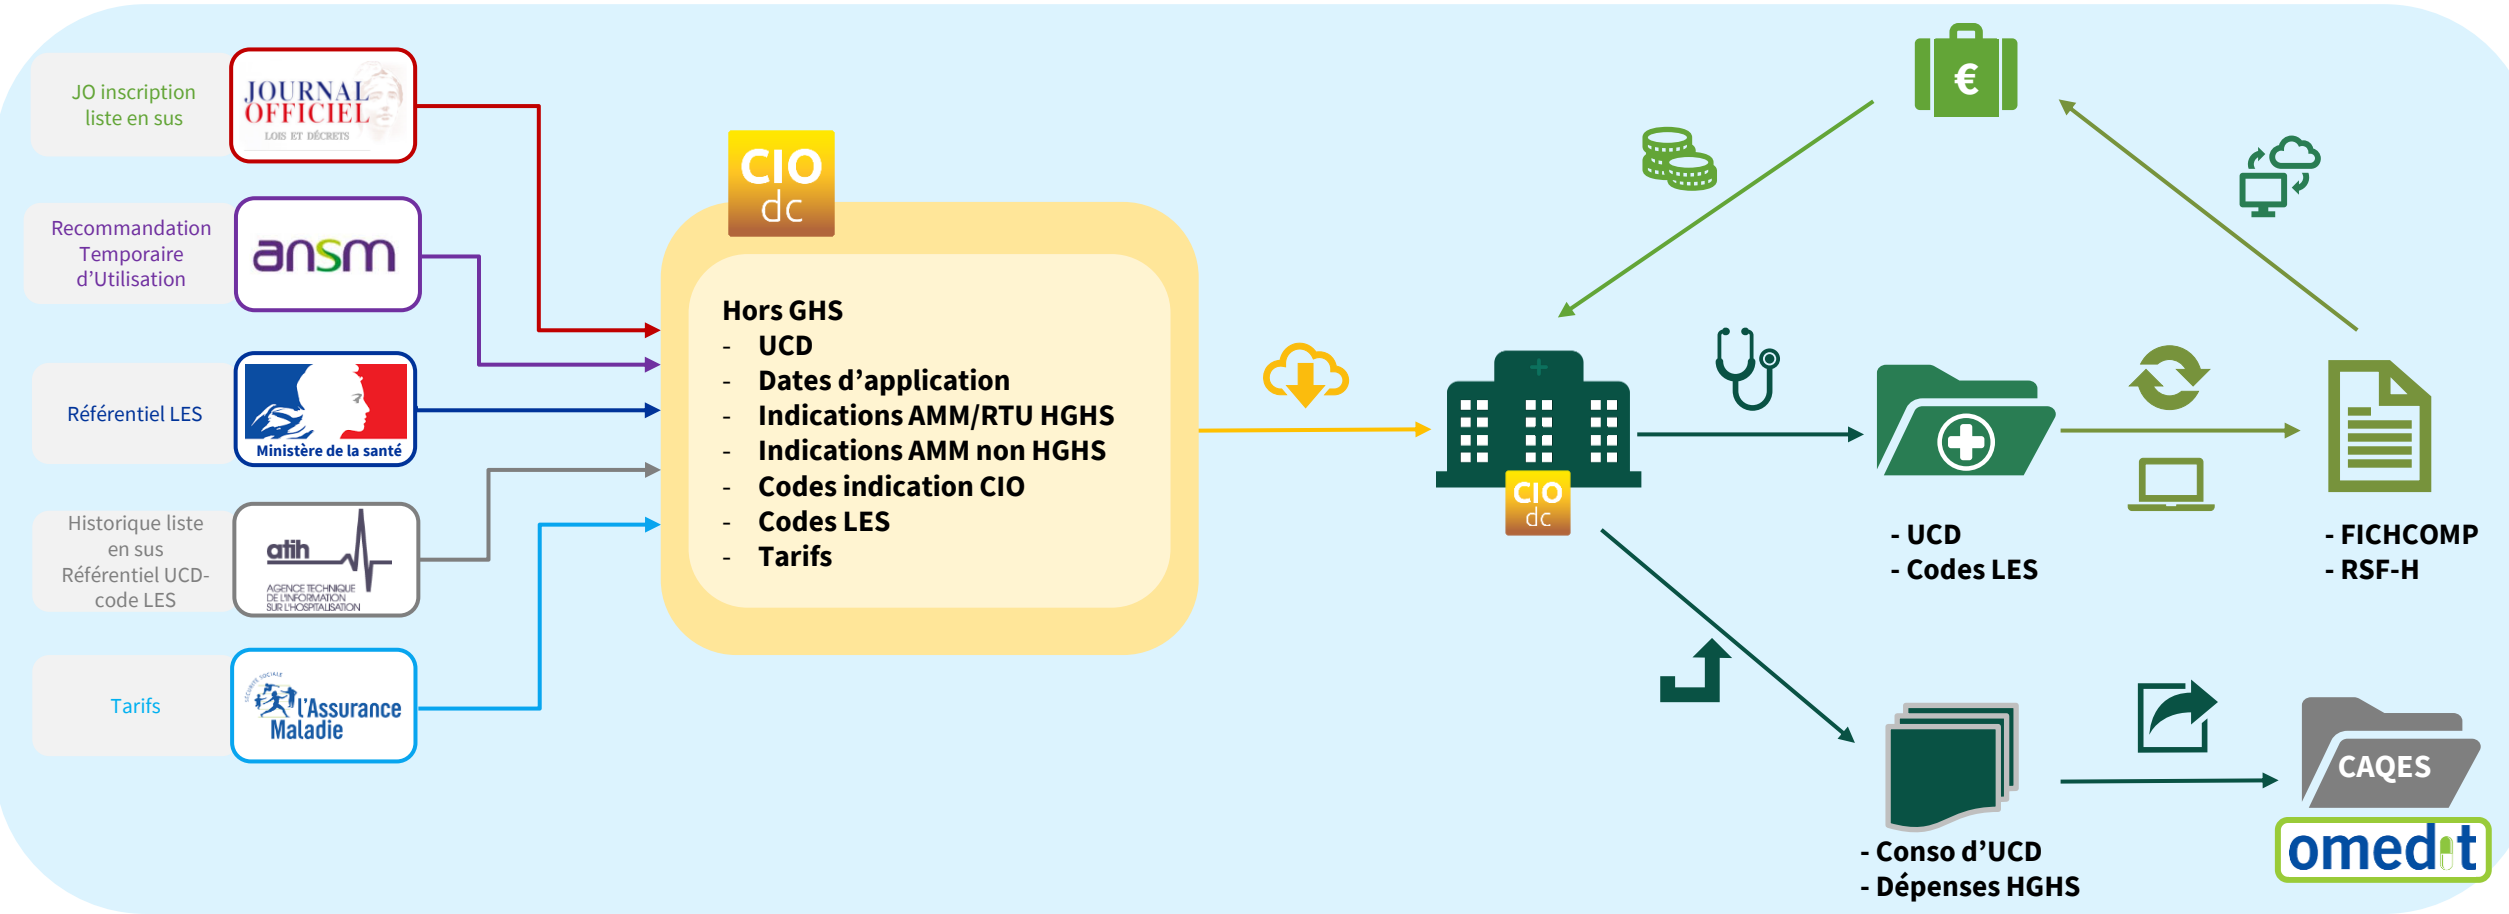 JO inscription
liste en sus
JOURNAL
OFFICIEL
LOIS ET DÉCRETS
Recommandation
Temporaire
d’Utilisation
ansm
Référentiel LES
Ministère de la santé
Historique liste
en sus
Référentiel UCD-
code LES
atih
AGENCE TECHNIQUE
DE L'INFORMATION
SUR L'HOSPITALISATION
Tarifs
SÉCURITÉ SOCIALE
l'Assurance
Maladie
CIO
dc
Hors GHS
- UCD
- Dates d’application
- Indications AMM/RTU HGHS
- Indications AMM non HGHS
- Codes indication CIO
- Codes LES
- Tarifs
€
CIO
dc
- UCD
- Codes LES
- FICHCOMP
- RSF-H
- Conso d’UCD
- Dépenses HGHS
CAQES
omedit